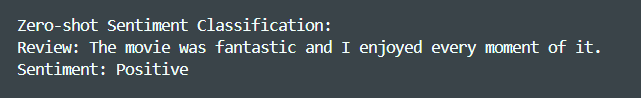 Zero-shot Sentiment Classification:
Review: The movie was fantastic and I enjoyed every moment of it.
Sentiment: Positive